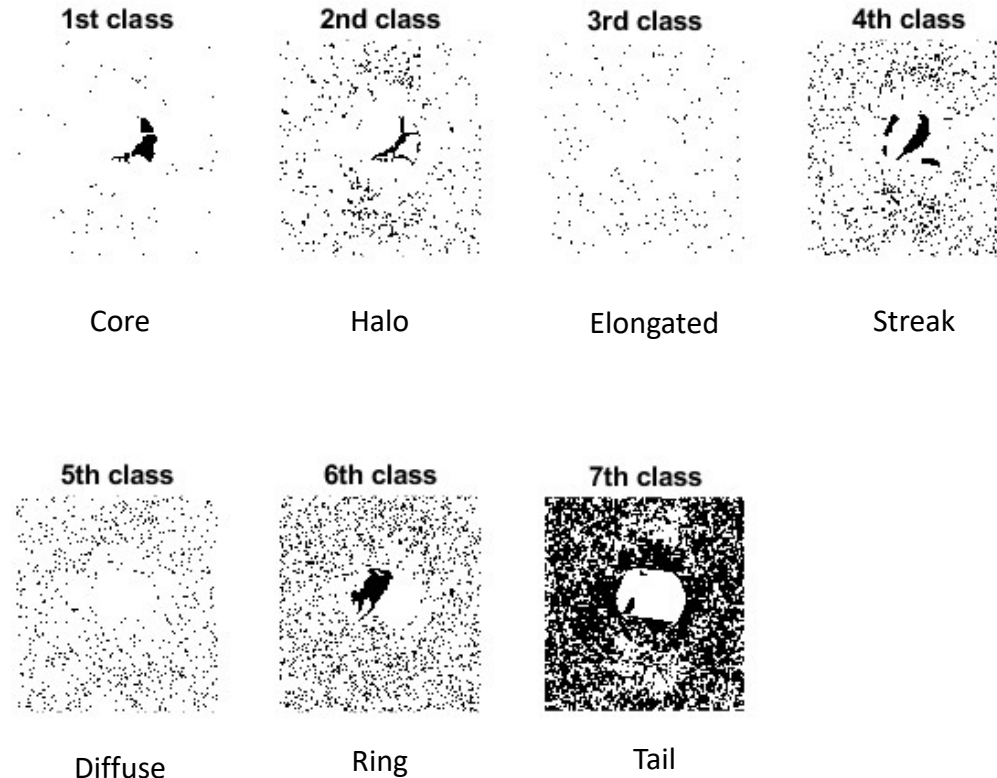 1st class 2nd class 3rd class 4th class
Core Halo Elongated Streak
5th class 6th class 7th class
Diffuse Ring Tail